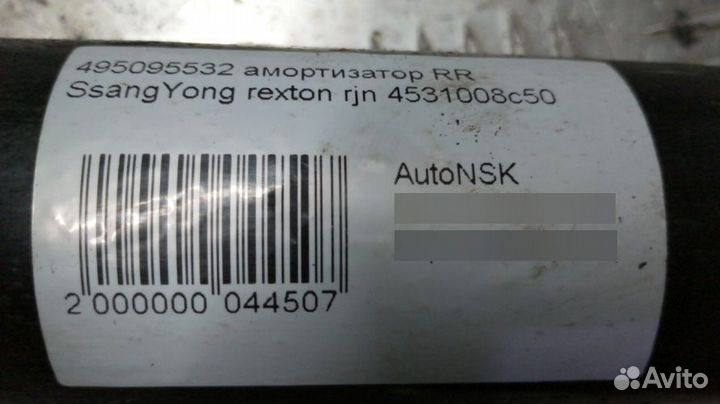 495095532 амортизатор RR
SsangYong rexton rjn 4531008c50
AutoNSK
2 000000 044507
Avito